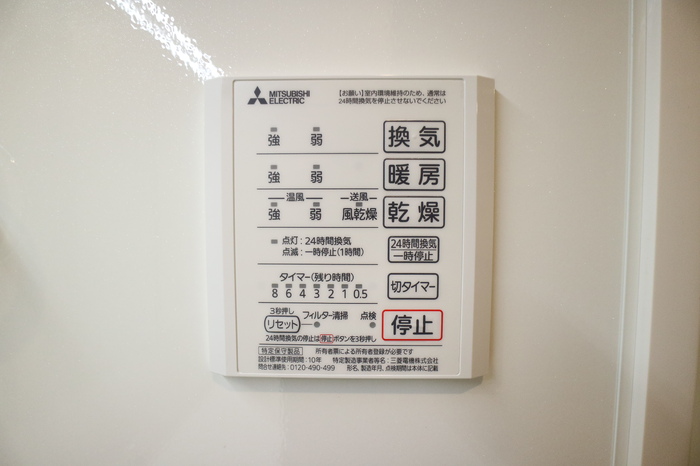 MITSUBISHI
ELECTRIC
【お願い】室内環境維持のため、通常は
24時間換気を停止させないでください
強 弱 換気
強 弱 暖房
温風 送風
強 弱 風乾燥 乾燥
点灯：24時間換気
点滅：一時停止(1時間)
24時間換気
一時停止
タイマー(残り時間)
8 6 4 3 2 1 0.5
切タイマー
3秒押し
リセット フィルター清掃 点検
停止
24時間換気の停止は停止ボタンを3秒押し
特定保守製品 所有者票による所有者登録が必要です
設計標準使用期間：10年 特定製造事業者等名：三菱電機株式会社
問合せ連絡先：0120-490-499 形名、製造年月、点検期間は本体に記載